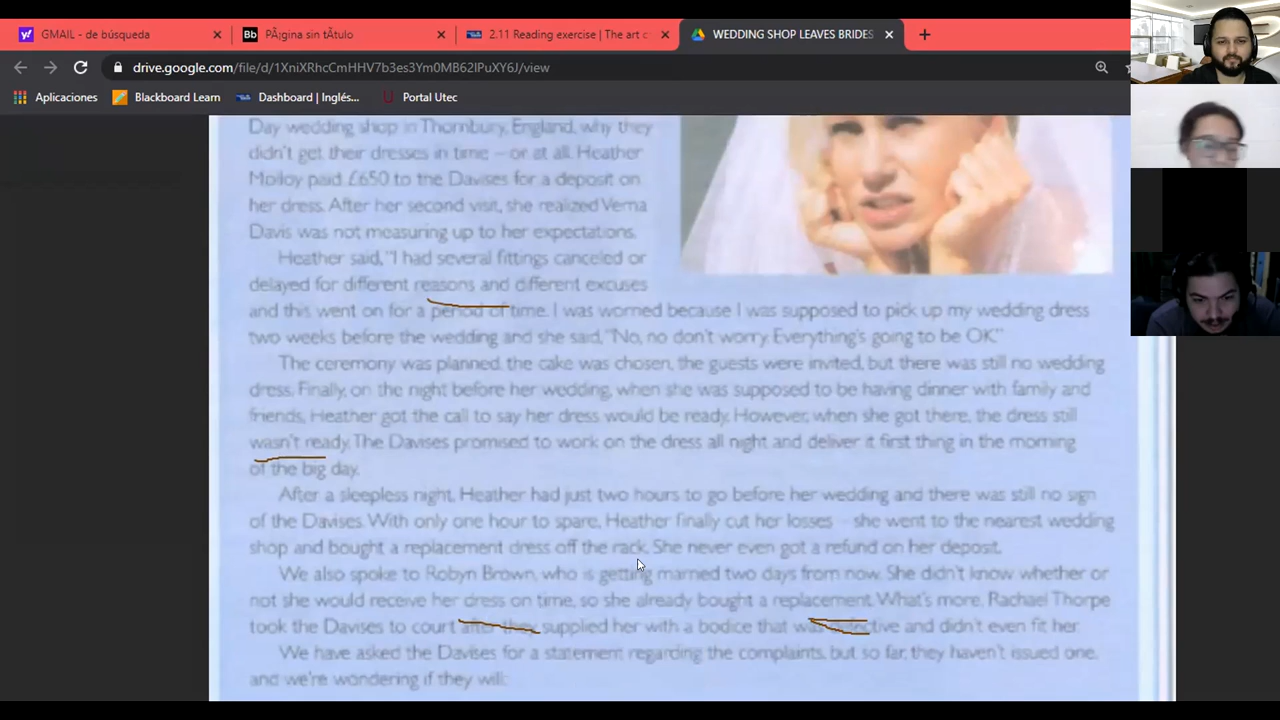 GMAIL - de búsqueda
PÃ¡gina sin tÃ­tulo
2.11 Reading exercise | The art c
WEDDING SHOP LEAVES BRIDES
drive.google.com/file/d/1XniXRhcCmHHV7b3es3Ym0MB62IPuXY6J/view
Aplicaciones
Blackboard Learn
Dashboard | Inglés...
Portal Utec
Day wedding shop in Thornbury, England, why they
didn't get their dresses in time – or at all. Heather
Molloy paid £650 to the Davises for a deposit on
her dress. After her second visit, she realized Verna
Davis was not measuring up to her expectations.
Heather said, "I had several fittings canceled or
delayed for different reasons and different excuses
and this went on for a period of time. I was worried because I was supposed to pick up my wedding dress
two weeks before the wedding and she said, "No, no don't worry. Everything's going to be OK."
The ceremony was planned, the cake was chosen, the guests were invited, but there was still no wedding
dress. Finally, on the night before her wedding, when she was supposed to be having dinner with family and
friends, Heather got the call to say her dress would be ready. However, when she got there, the dress still
wasn't ready. The Davises promised to work on the dress all night and deliver it first thing in the morning
of the big day.
After a sleepless night, Heather had just two hours to go before her wedding and there was still no sign
of the Davises. With only one hour to spare, Heather finally cut her losses – she went to the nearest wedding
shop and bought a replacement dress off the rack. She never even got a refund on her deposit.
We also spoke to Robyn Brown, who is getting married two days from now. She didn't know whether or
not she would receive her dress on time, so she already bought a replacement. What's more, Rachael Thorpe
took the Davises to court after they supplied her with a bodice that was defective and didn't even fit her.
We have asked the Davises for a statement regarding the complaints, but so far, they haven't issued one,
and we're wondering if they will.